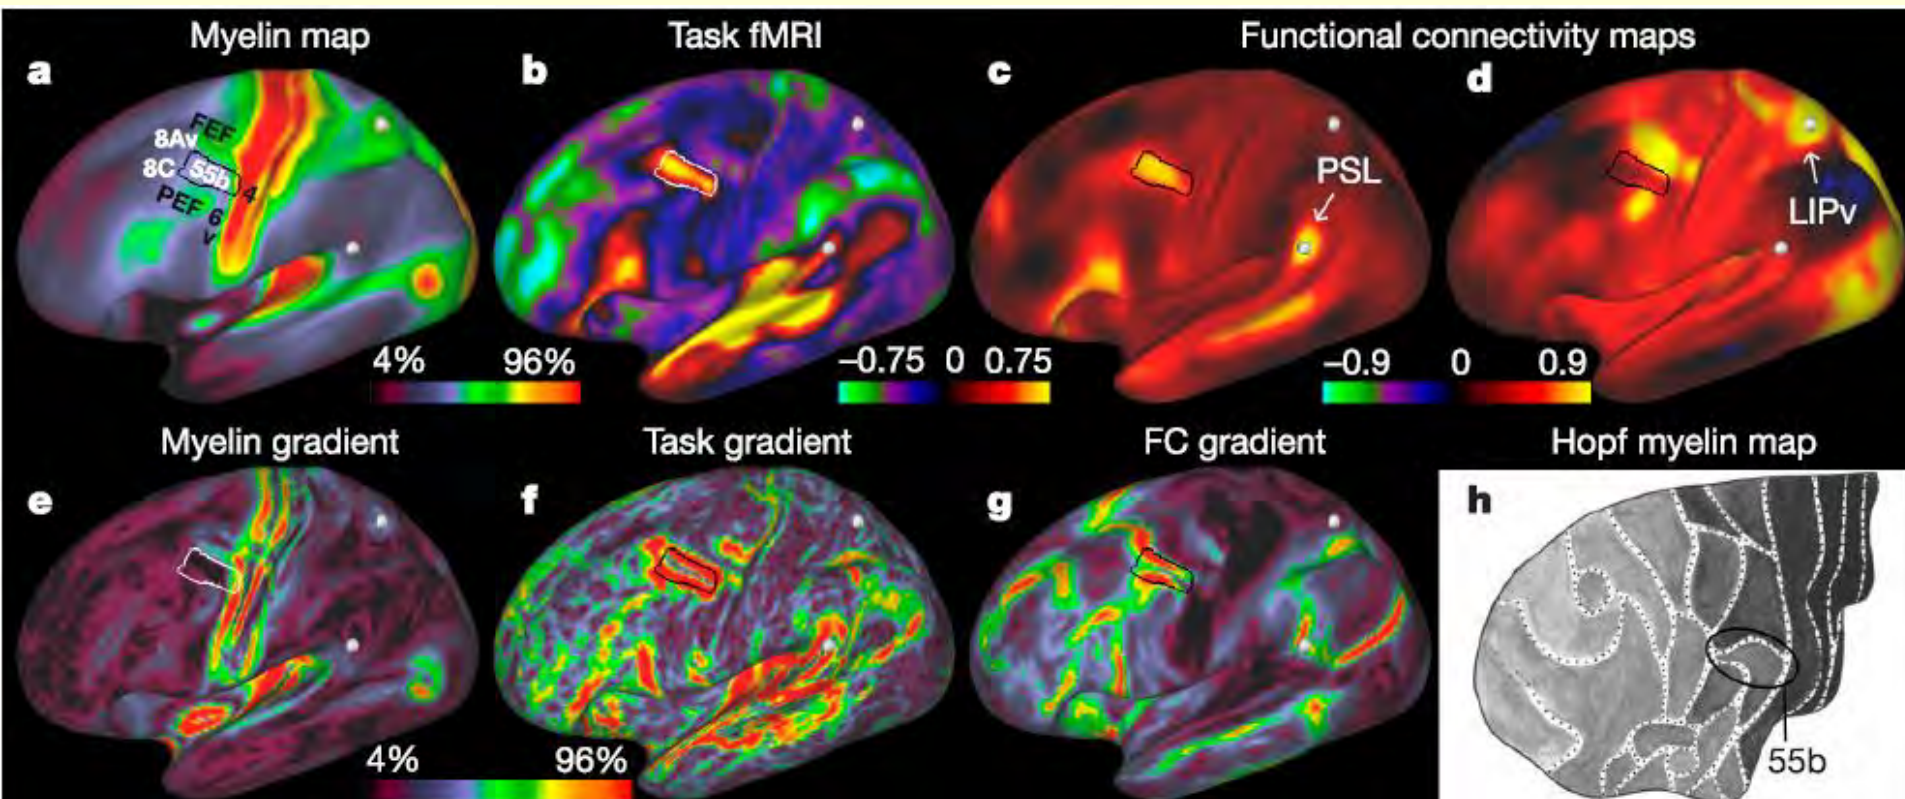 Myelin map
Task fMRI
Functional connectivity maps
a
b
c
d
FEF
8Av
8C
55b
4
PEF
6
v
PSL
LIPv
4% 96%
–0.75 0 0.75
–0.9 0 0.9
Myelin gradient
Task gradient
FC gradient
Hopf myelin map
e
f
g
h
4% 96%
55b